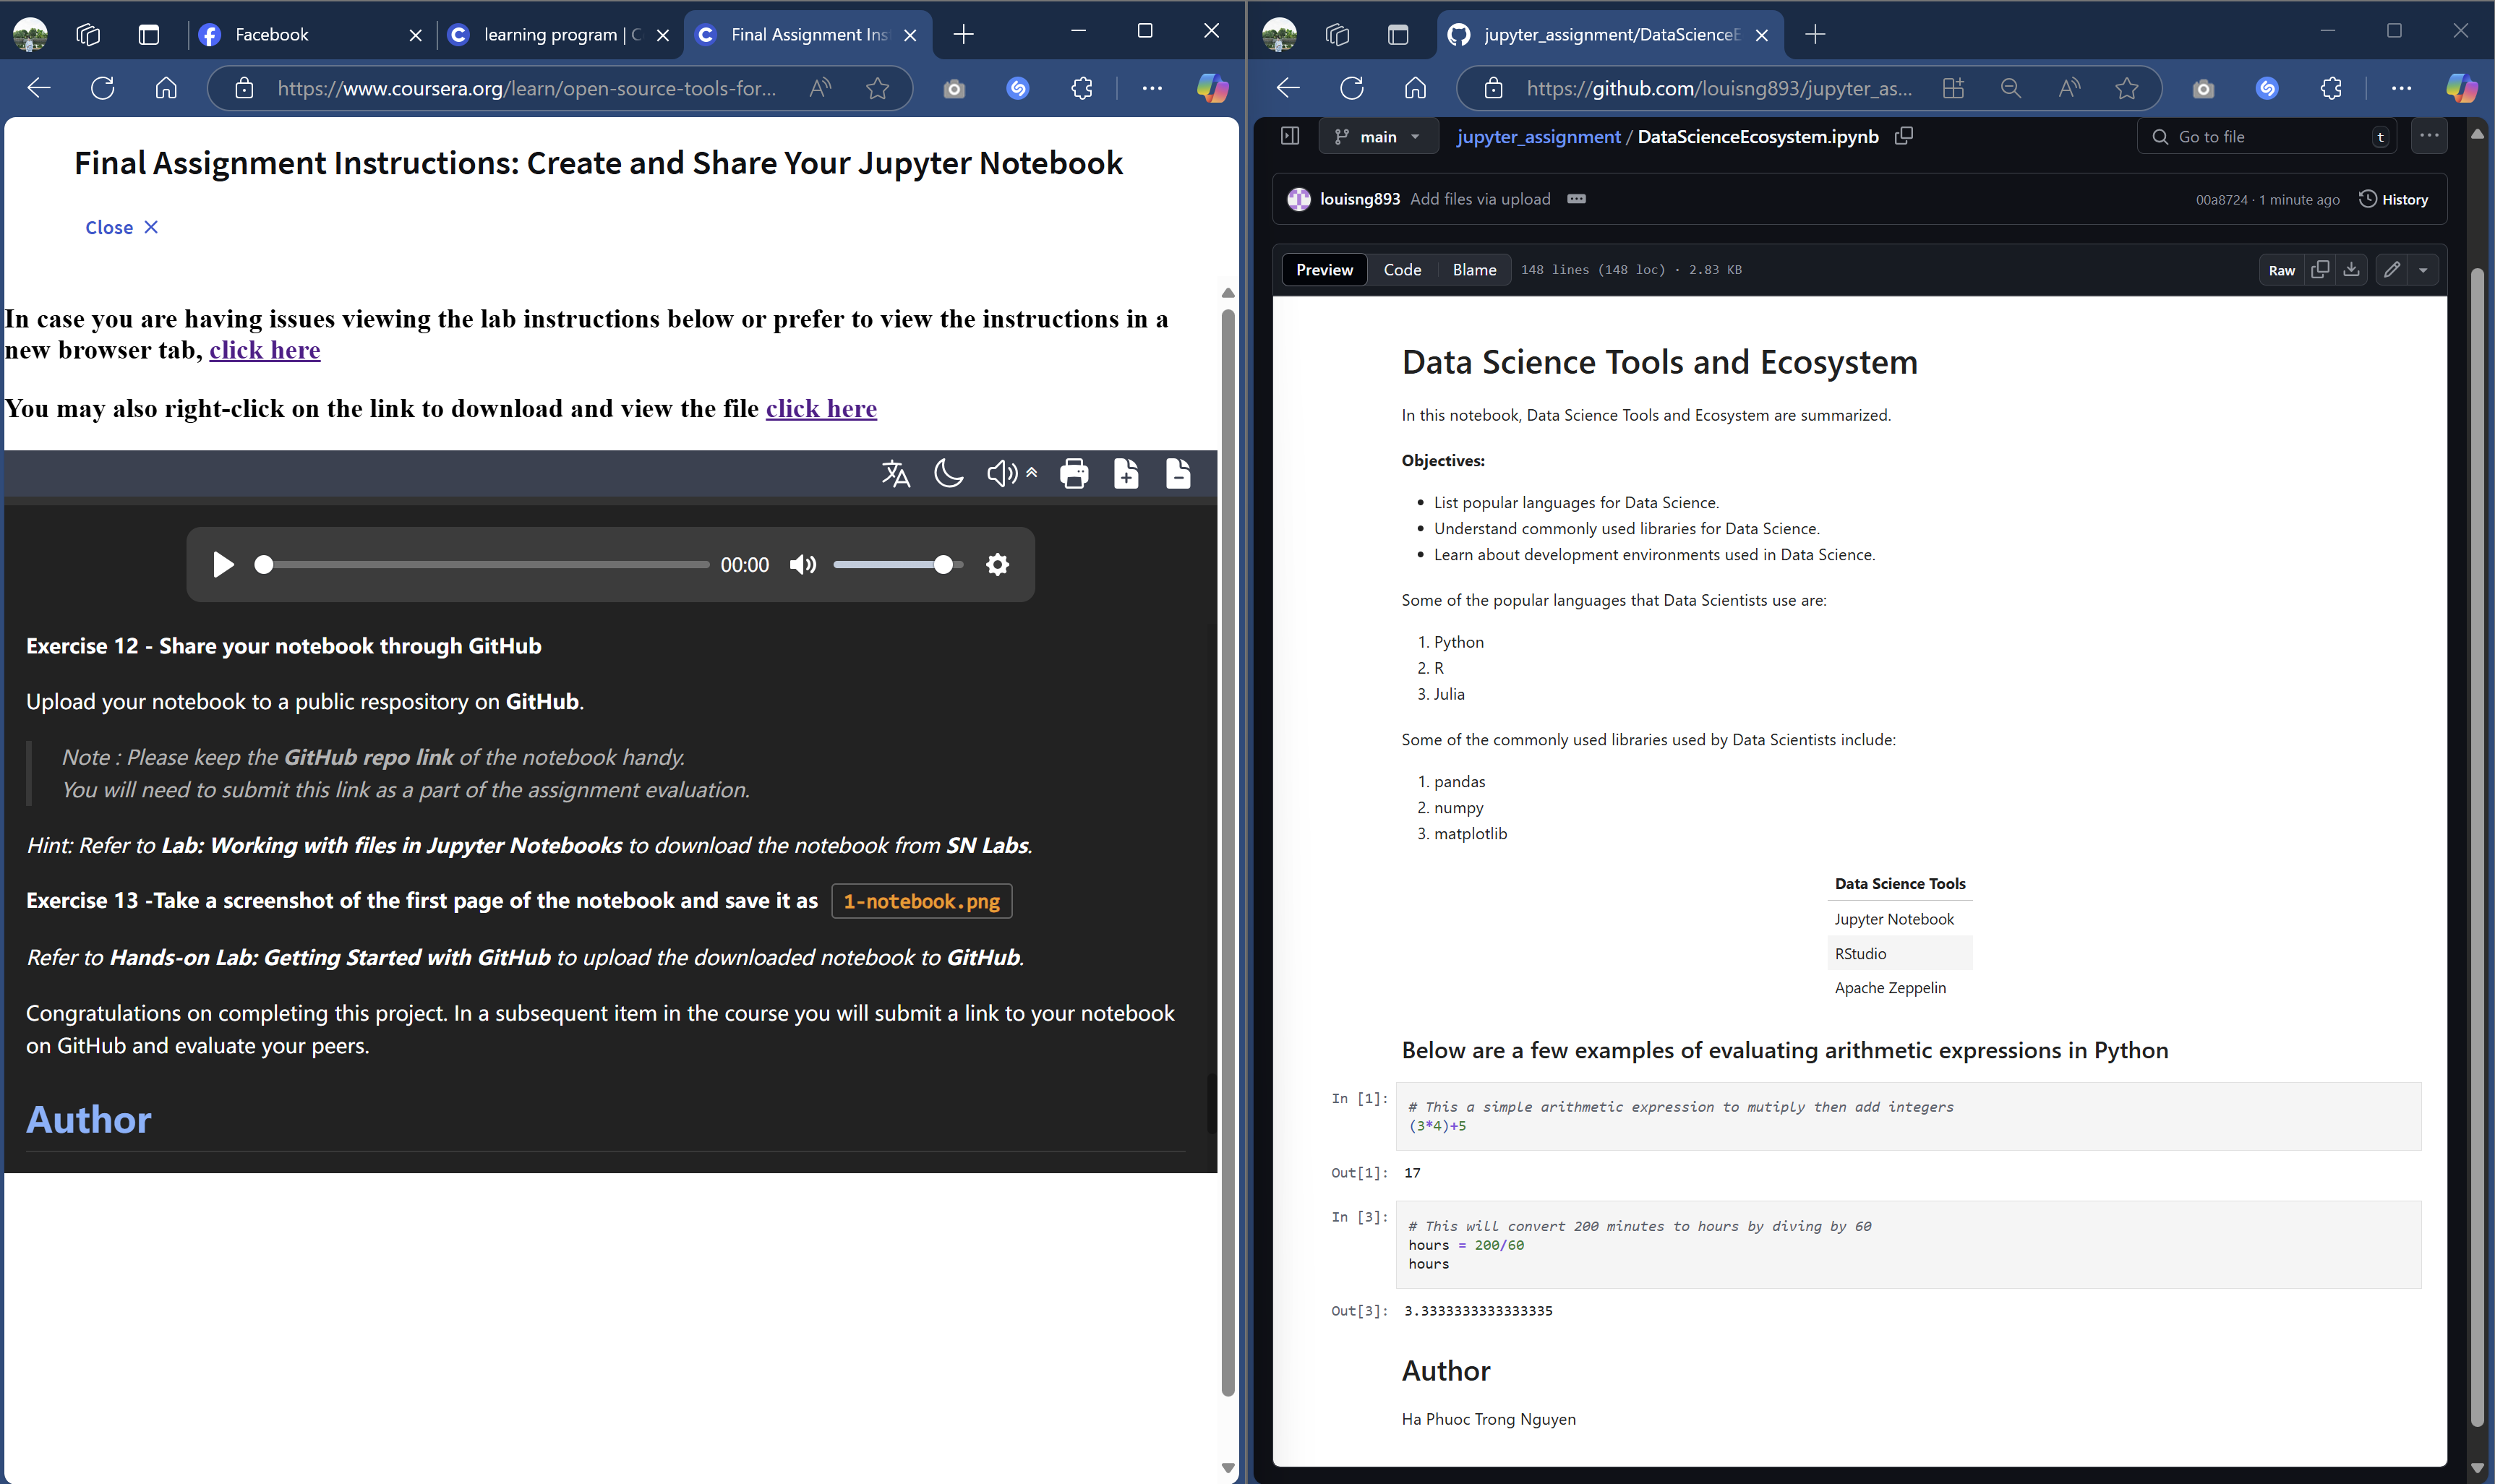 Facebook
learning program | C
Final Assignment Ins
https://www.coursera.org/learn/open-source-tools-for...
Final Assignment Instructions: Create and Share Your Jupyter Notebook
Close
In case you are having issues viewing the lab instructions below or prefer to view the instructions in a
new browser tab, click here
You may also right-click on the link to download and view the file click here
00:00
Exercise 12 - Share your notebook through GitHub
Upload your notebook to a public respository on GitHub.
Note : Please keep the GitHub repo link of the notebook handy.
You will need to submit this link as a part of the assignment evaluation.
Hint: Refer to Lab: Working with files in Jupyter Notebooks to download the notebook from SN Labs.
Exercise 13 -Take a screenshot of the first page of the notebook and save it as 1-notebook.png
Refer to Hands-on Lab: Getting Started with GitHub to upload the downloaded notebook to GitHub.
Congratulations on completing this project. In a subsequent item in the course you will submit a link to your notebook
on GitHub and evaluate your peers.
Author
jupyter_assignment/DataScienceE
https://github.com/louisng893/jupyter_as...
main
jupyter_assignment / DataScienceEcosystem.ipynb
Go to file
t
louisng893 Add files via upload
00a8724 · 1 minute ago
History
Preview
Code
Blame
148 lines (148 loc) · 2.83 KB
Raw
Data Science Tools and Ecosystem
In this notebook, Data Science Tools and Ecosystem are summarized.
Objectives:
• List popular languages for Data Science.
• Understand commonly used libraries for Data Science.
• Learn about development environments used in Data Science.
Some of the popular languages that Data Scientists use are:
1. Python
2. R
3. Julia
Some of the commonly used libraries used by Data Scientists include:
1. pandas
2. numpy
3. matplotlib
Data Science Tools
Jupyter Notebook
RStudio
Apache Zeppelin
Below are a few examples of evaluating arithmetic expressions in Python
In [1]:
# This a simple arithmetic expression to mutiply then add integers
(3*4)+5
Out[1]: 17
In [3]:
# This will convert 200 minutes to hours by diving by 60
hours = 200/60
hours
Out[3]: 3.3333333333333335
Author
Ha Phuoc Trong Nguyen